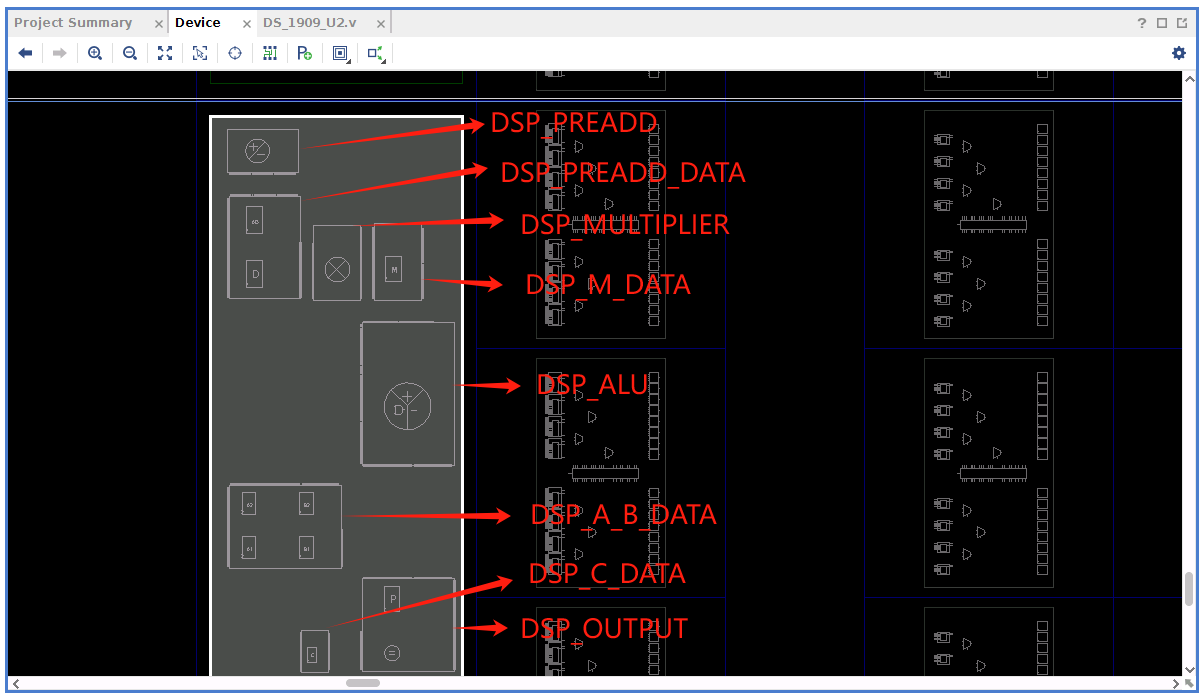 Project Summary
Device
DS_1909_U2.v
DSP_PREADD
DSP_PREADD_DATA
DSP_MULTIPLIER
DSP_M_DATA
DSP_ALU
DSP_A_B_DATA
DSP_C_DATA
DSP_OUTPUT
D
M
D
P
C